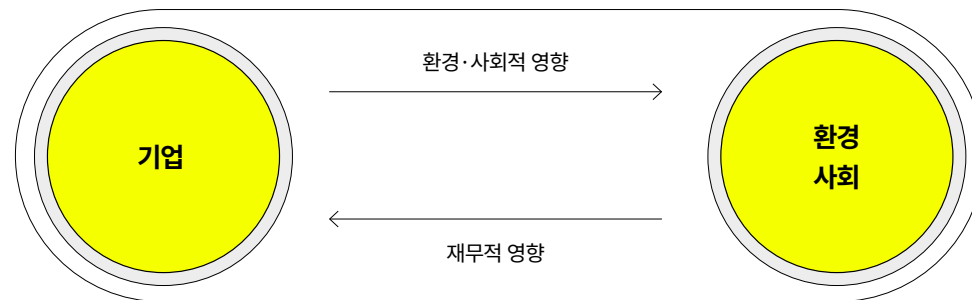 환경·사회적 영향
기업
환경
사회
재무적 영향